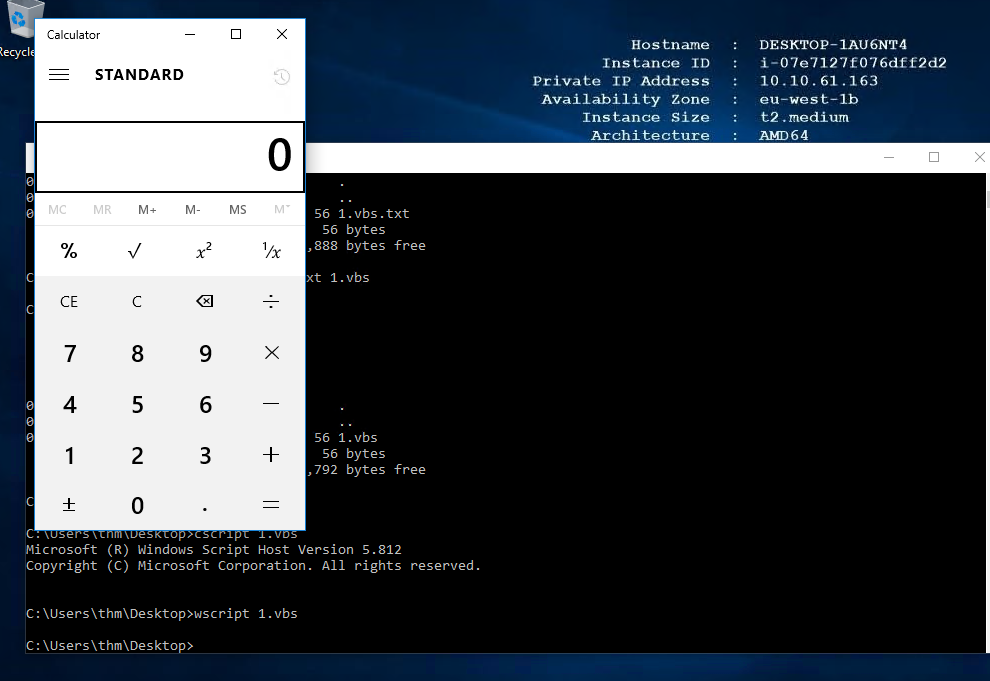 Recycle
Calculator
STANDARD
0
MC MR M+ M- MS M˅
% √ x² ¹/x
CE C ⌫ ÷
7 8 9 ×
4 5 6 −
1 2 3 +
± 0 . =
Hostname : DESKTOP-1AU6NT4
Instance ID : i-07e7127f076dff2d2
Private IP Address : 10.10.61.163
Availability Zone : eu-west-1b
Instance Size : t2.medium
Architecture : AMD64
0 .
0 ..
0 56 1.vbs.txt
56 bytes
,888 bytes free
C xt 1.vbs
C
0 .
0 ..
0 56 1.vbs
56 bytes
,792 bytes free
C
C:\Users\thm\Desktop>cscript 1.vbs
Microsoft (R) Windows Script Host Version 5.812
Copyright (C) Microsoft Corporation. All rights reserved.
C:\Users\thm\Desktop>wscript 1.vbs
C:\Users\thm\Desktop>